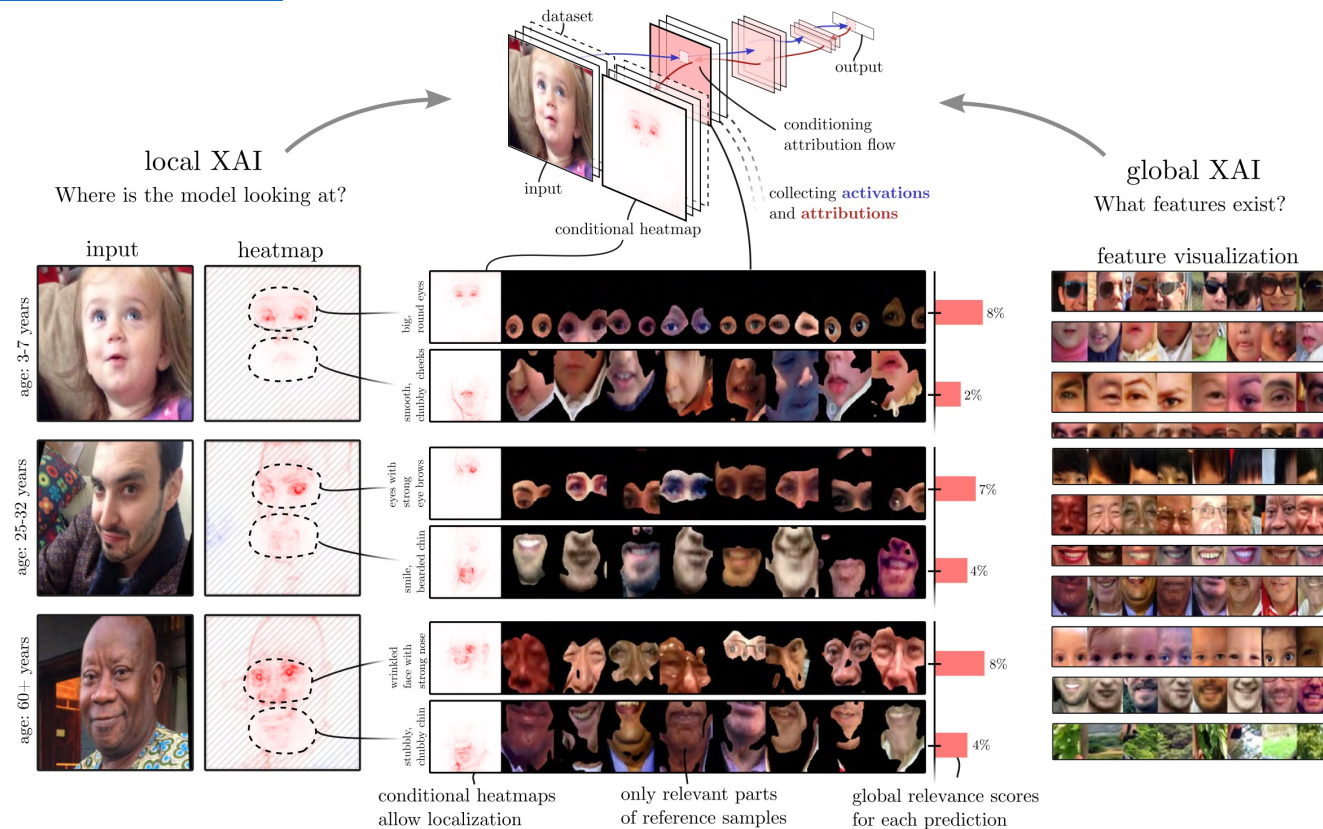 dataset
output
conditioning
attribution flow
input
collecting activations
and attributions
conditional heatmap
local XAI
Where is the model looking at?
global XAI
What features exist?
input
heatmap
feature visualization
age: 3-7 years
big,
round eyes
8%
smooth,
chubby cheeks
2%
age: 25-32 years
eyes with
strong
eye brows
7%
smile,
bearded chin
4%
age: 60+ years
wrinkled
face with
strong nose
8%
stubbly,
chubby chin
4%
conditional heatmaps
allow localization
only relevant parts
of reference samples
global relevance scores
for each prediction